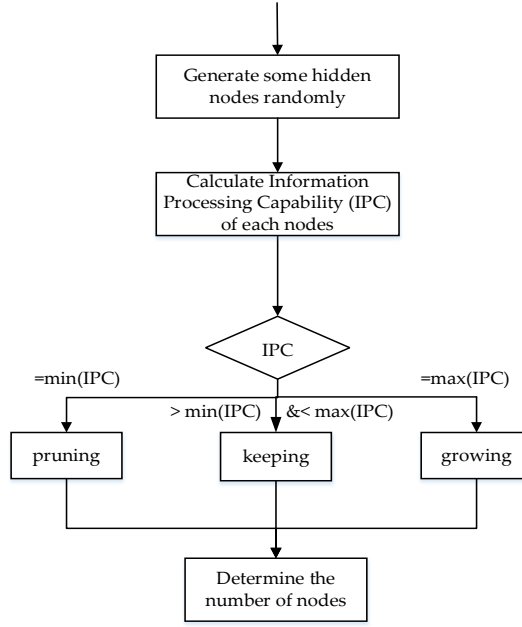 Generate some hidden
nodes randomly
Calculate Information
Processing Capability (IPC)
of each nodes
IPC
=min(IPC)
=max(IPC)
> min(IPC) &< max(IPC)
pruning
keeping
growing
Determine the
number of nodes